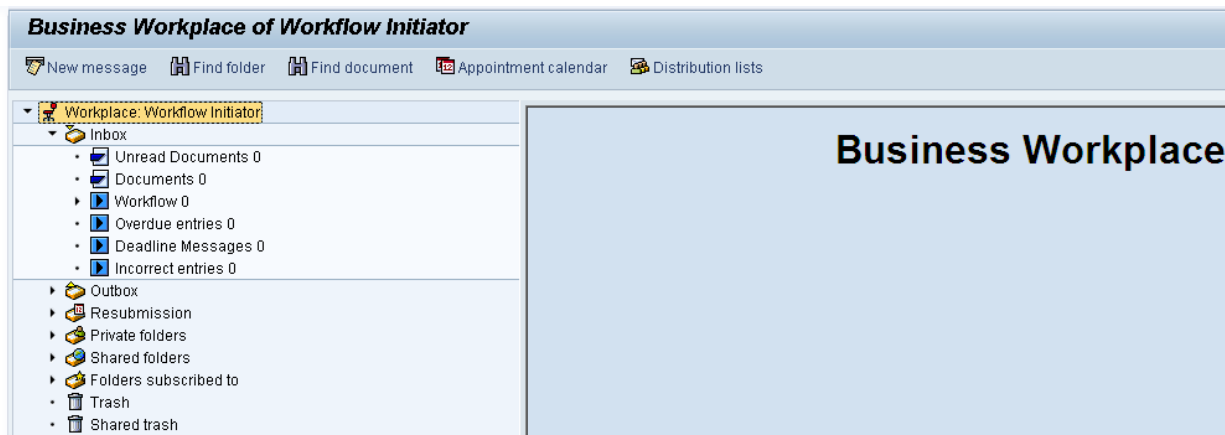 Business Workplace of Workflow Initiator
New message Find folder Find document Appointment calendar Distribution lists
Workplace: Workflow Initiator
Inbox
Unread Documents 0
Documents 0
Workflow 0
Overdue entries 0
Deadline Messages 0
Incorrect entries 0
Outbox
Resubmission
Private folders
Shared folders
Folders subscribed to
Trash
Shared trash
Business Workplace